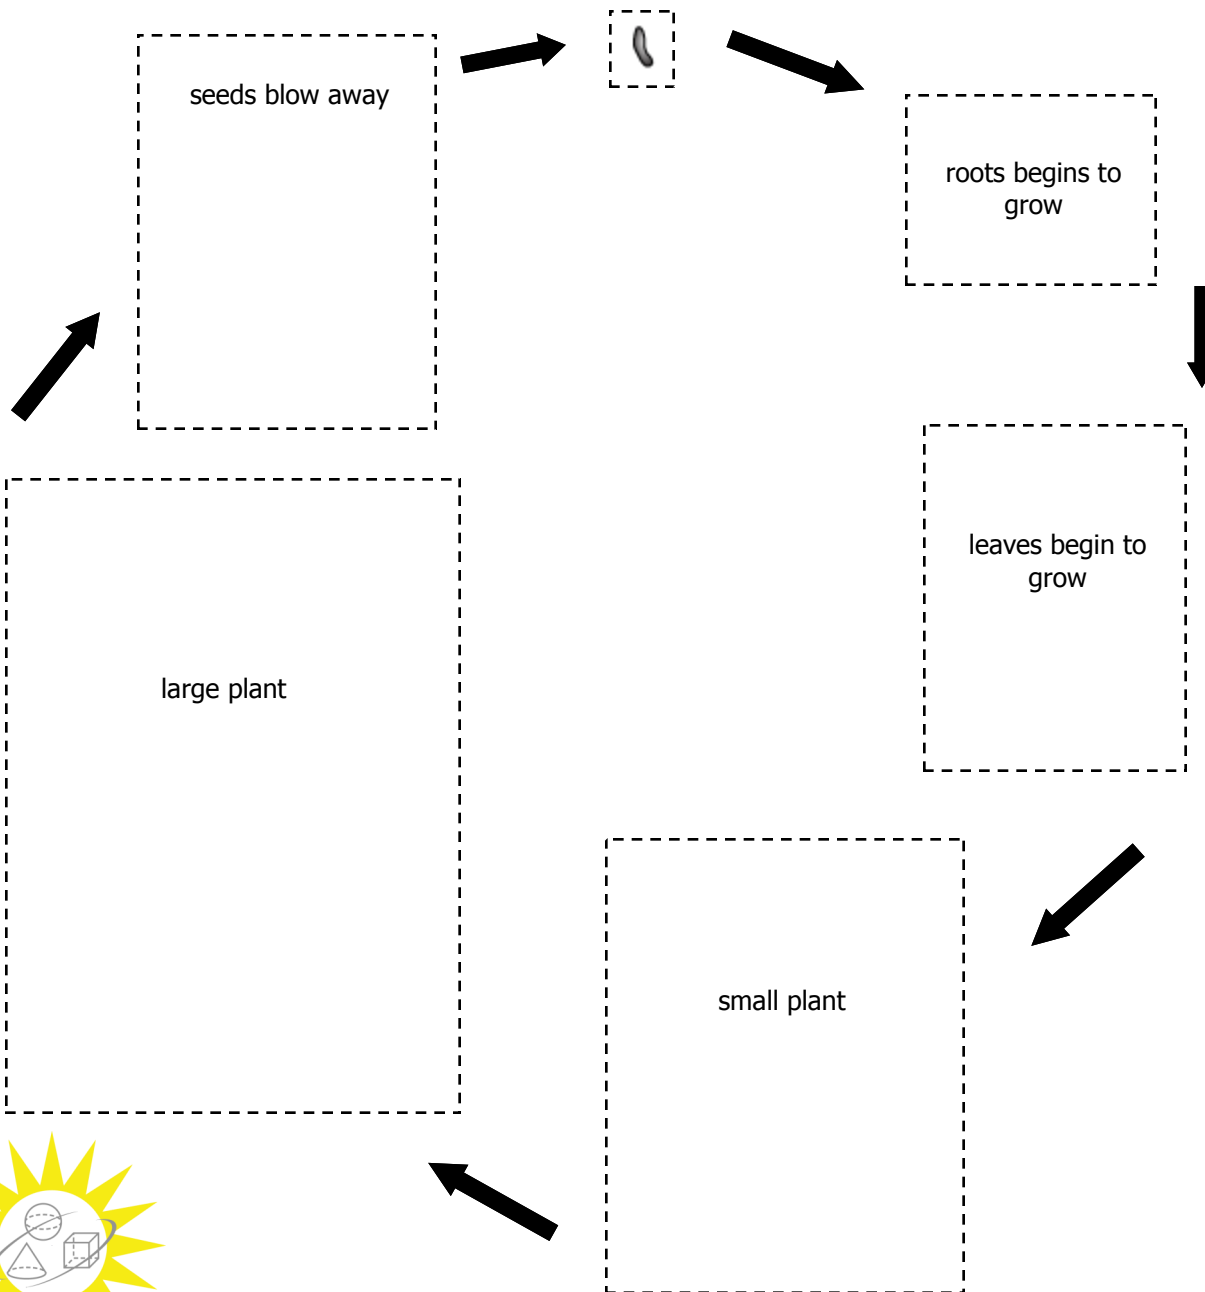 seeds blow away
roots begins to
grow
leaves begin to
grow
large plant
small plant